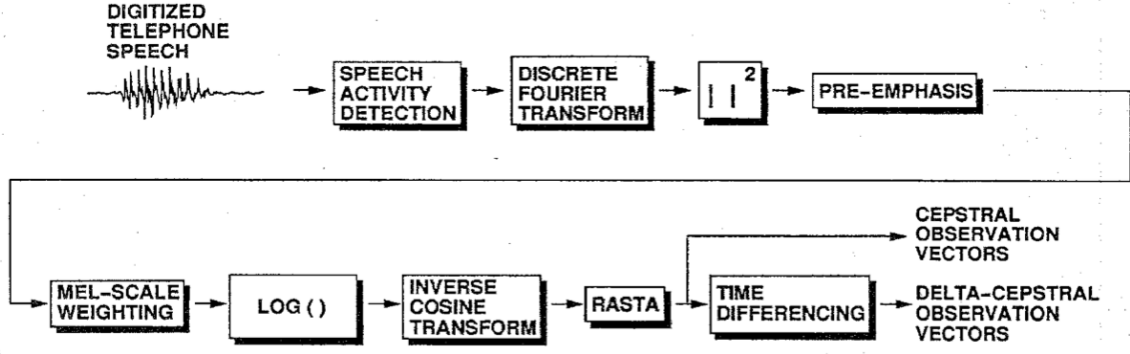 DIGITIZED
TELEPHONE
SPEECH
SPEECH
ACTIVITY
DETECTION
DISCRETE
FOURIER
TRANSFORM
| | 2
PRE-EMPHASIS
MEL-SCALE
WEIGHTING
LOG ( )
INVERSE
COSINE
TRANSFORM
RASTA
TIME
DIFFERENCING
CEPSTRAL
OBSERVATION
VECTORS
DELTA-CEPSTRAL
OBSERVATION
VECTORS